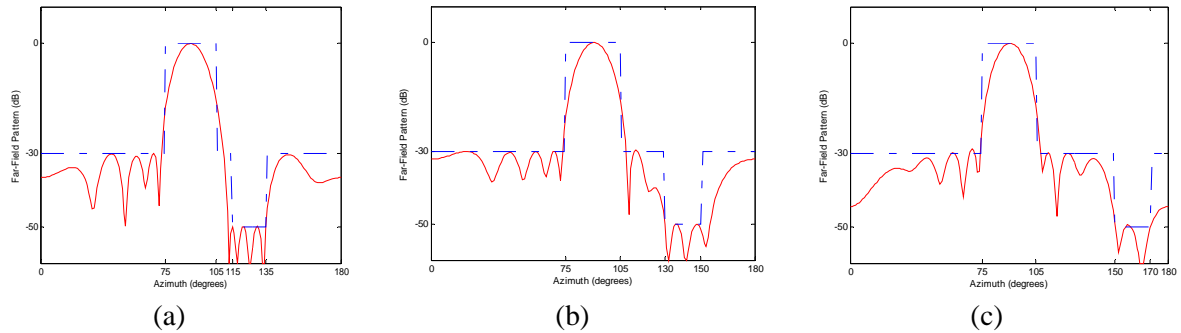 0
-30
-50
Far-Field Pattern (dB)
0 75 105 115 135 180
Azimuth (degrees)
(a)
0
-30
-50
Far-Field Pattern (dB)
0 75 105 130 150 180
Azimuth (degrees)
(b)
0
-30
-50
Far-Field Pattern (dB)
0 75 105 150 170 180
Azimuth (degrees)
(c)